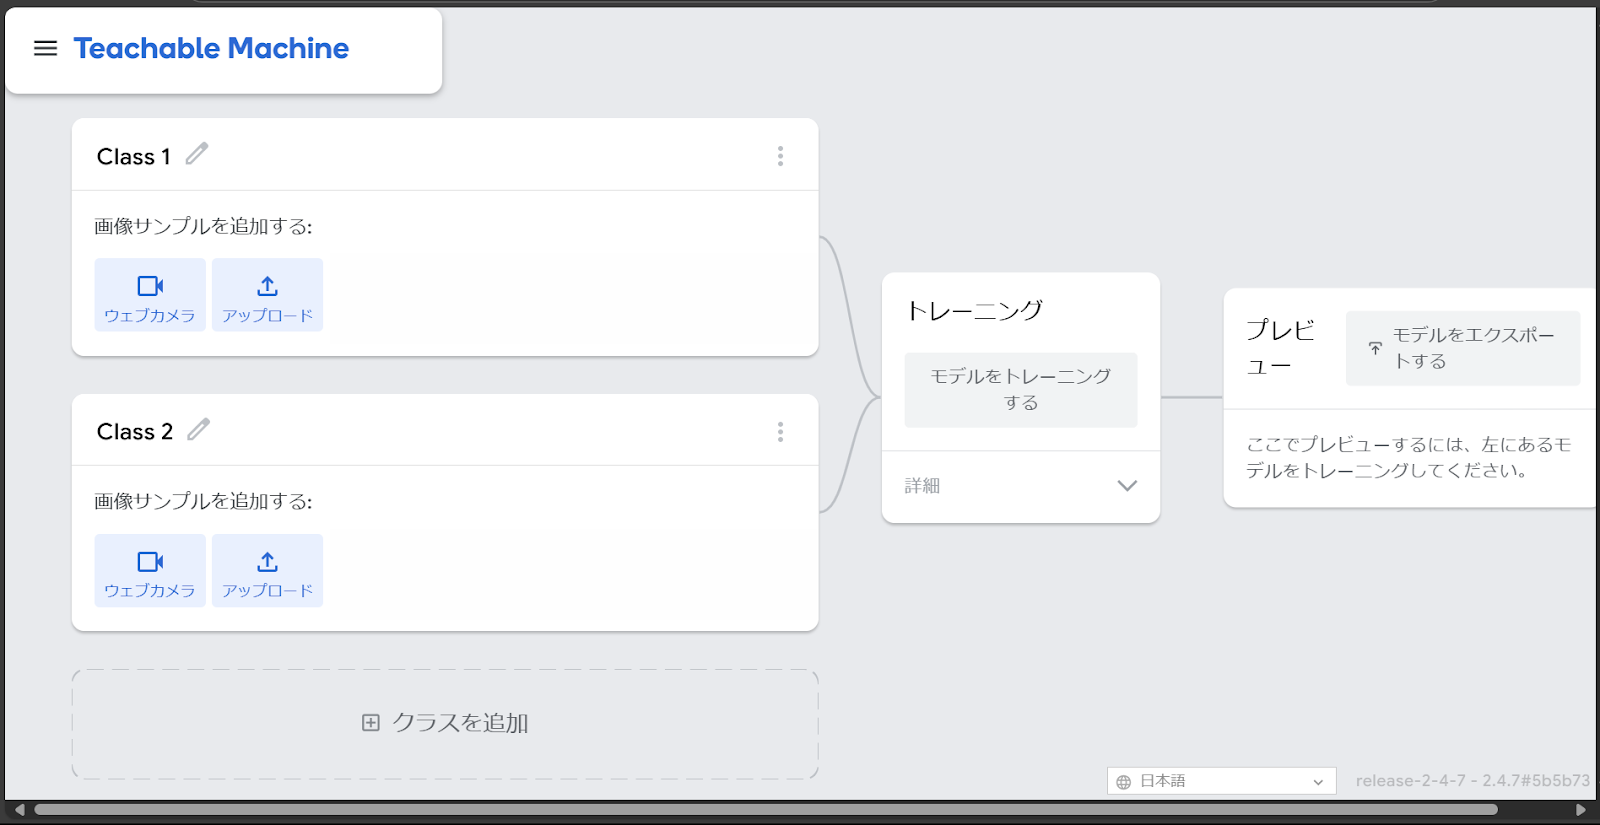 Teachable Machine
Class 1
画像サンプルを追加する:
ウェブカメラ
アップロード
Class 2
画像サンプルを追加する:
ウェブカメラ
アップロード
クラスを追加
トレーニング
モデルをトレーニング
する
詳細
プレビ
ュー
モデルをエクスポー
トする
ここでプレビューするには、左にあるモ
デルをトレーニングしてください。
日本語
release-2-4-7 - 2.4.7#5b5b73